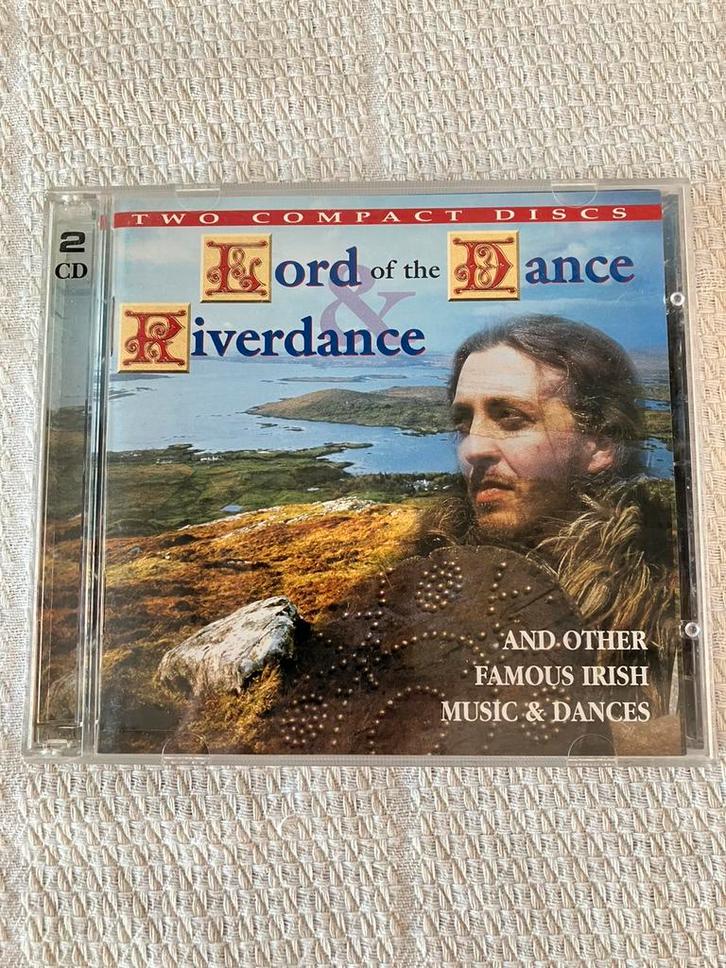 2
CD
TWO COMPACT DISCS
Lord of the Dance
&
Riverdance
AND OTHER
FAMOUS IRISH
MUSIC & DANCES